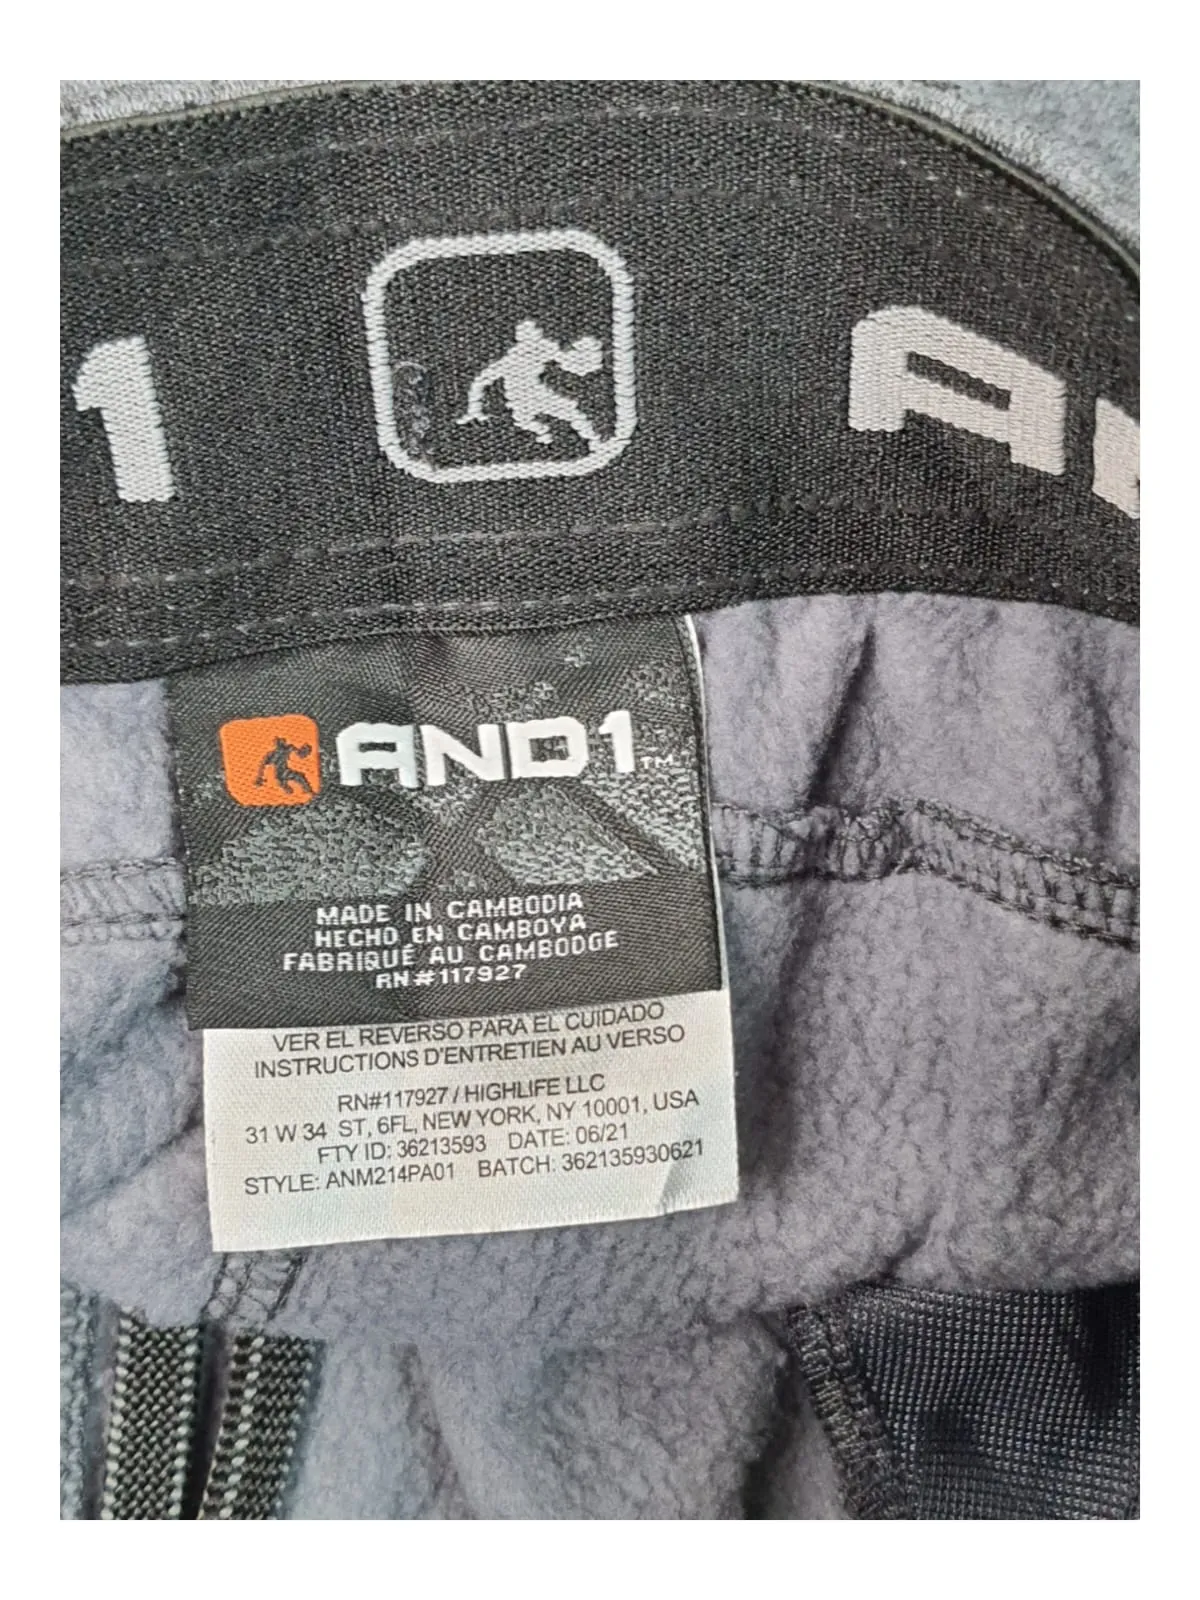 1
A
AND1™
MADE IN CAMBODIA
HECHO EN CAMBOYA
FABRIQUÉ AU CAMBODGE
RN#117927
VER EL REVERSO PARA EL CUIDADO
INSTRUCTIONS D'ENTRETIEN AU VERSO
RN#117927 / HIGHLIFE LLC
31 W 34 ST, 6FL, NEW YORK, NY 10001, USA
FTY ID: 36213593 DATE: 06/21
STYLE: ANM214PA01 BATCH: 362135930621